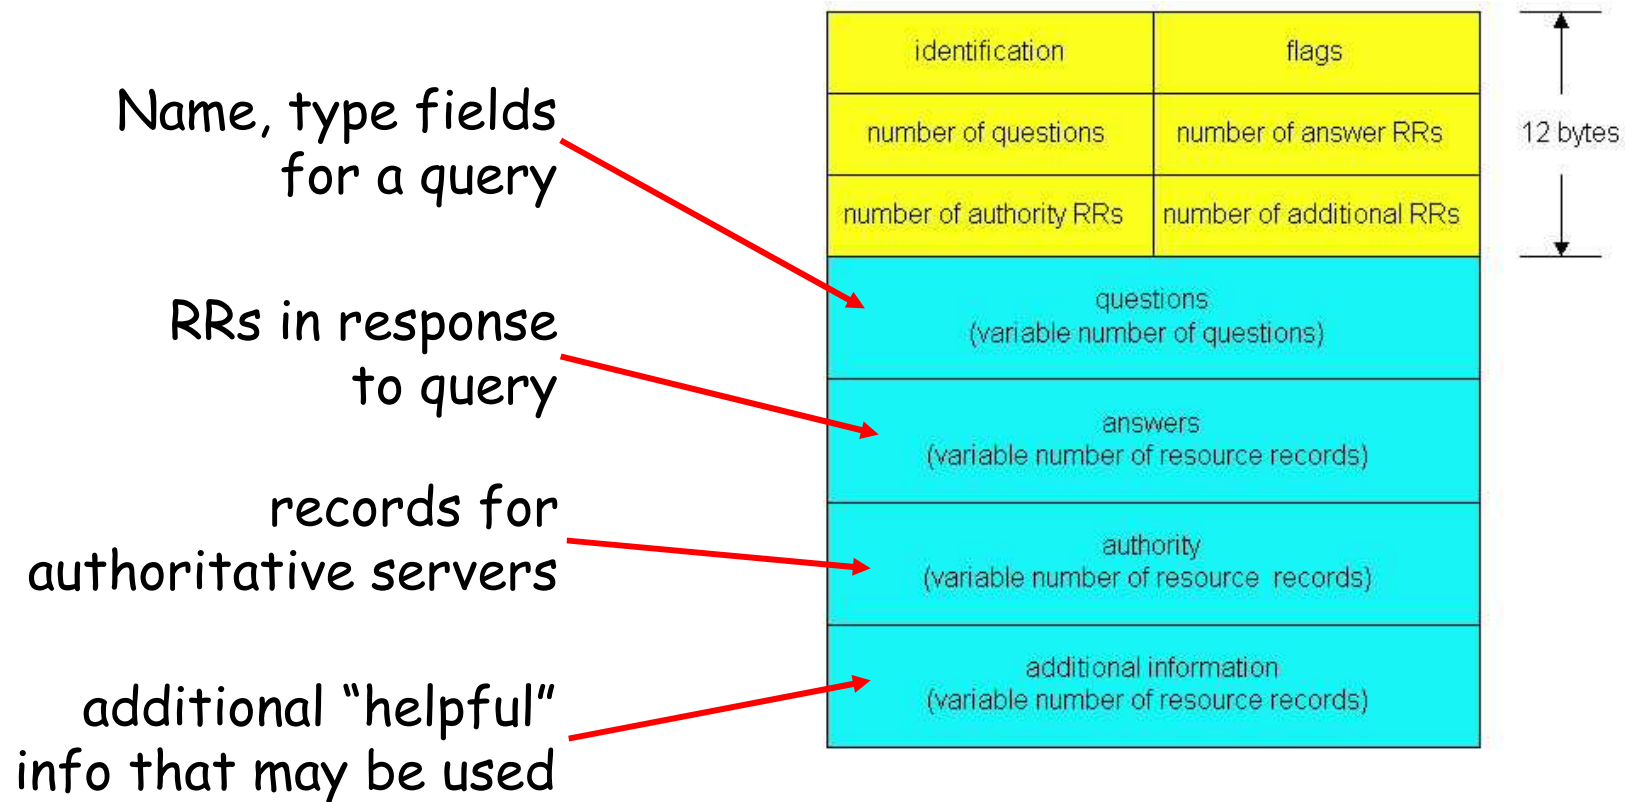 Name, type fields
for a query
RRs in response
to query
records for
authoritative servers
additional “helpful”
info that may be used
identification
flags
number of questions
number of answer RRs
number of authority RRs
number of additional RRs
12 bytes
questions
(variable number of questions)
answers
(variable number of resource records)
authority
(variable number of resource records)
additional information
(variable number of resource records)